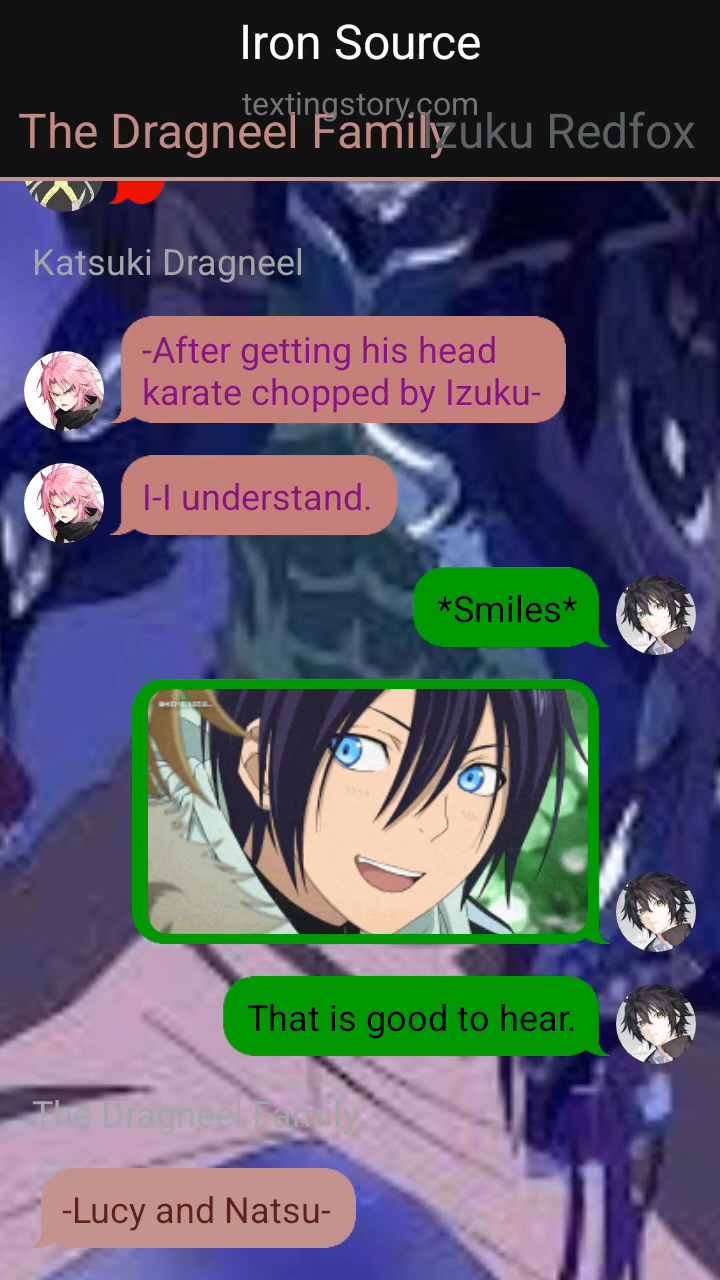 Iron Source
textingstory.com
The Dragneel Family
Izuku Redfox
Katsuki Dragneel
-After getting his head
karate chopped by Izuku-
I-I understand.
*Smiles*
That is good to hear.
The Dragneel Family
-Lucy and Natsu-